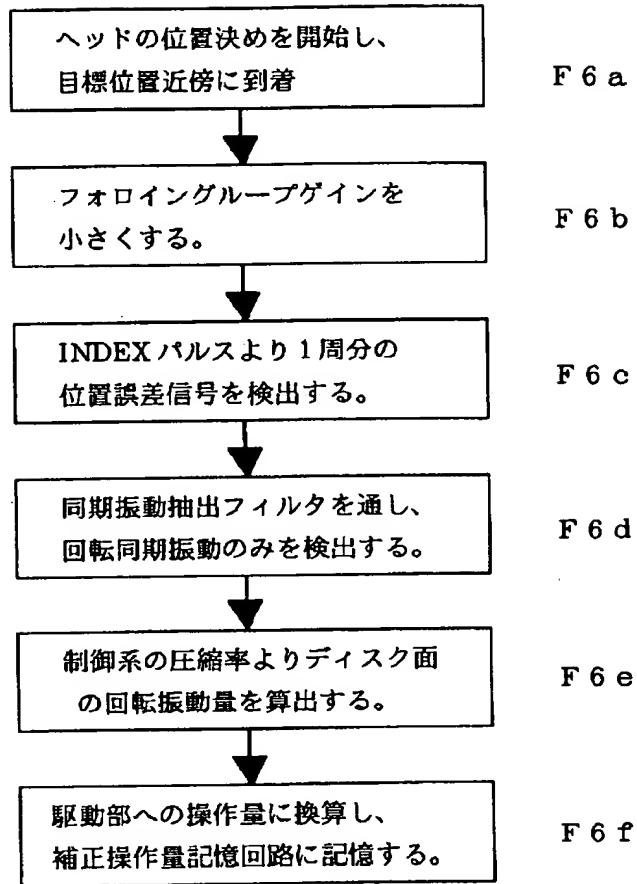 ヘッドの位置決めを開始し、
目標位置近傍に到着
F6a
フォロイングループゲインを
小さくする。
F6b
INDEXパルスより1周分の
位置誤差信号を検出する。
F6c
同期振動抽出フィルタを通し、
回転同期振動のみを検出する。
F6d
制御系の圧縮率よりディスク面
の回転振動量を算出する。
F6e
駆動部への操作量に換算し、
補正操作量記憶回路に記憶する。
F6f